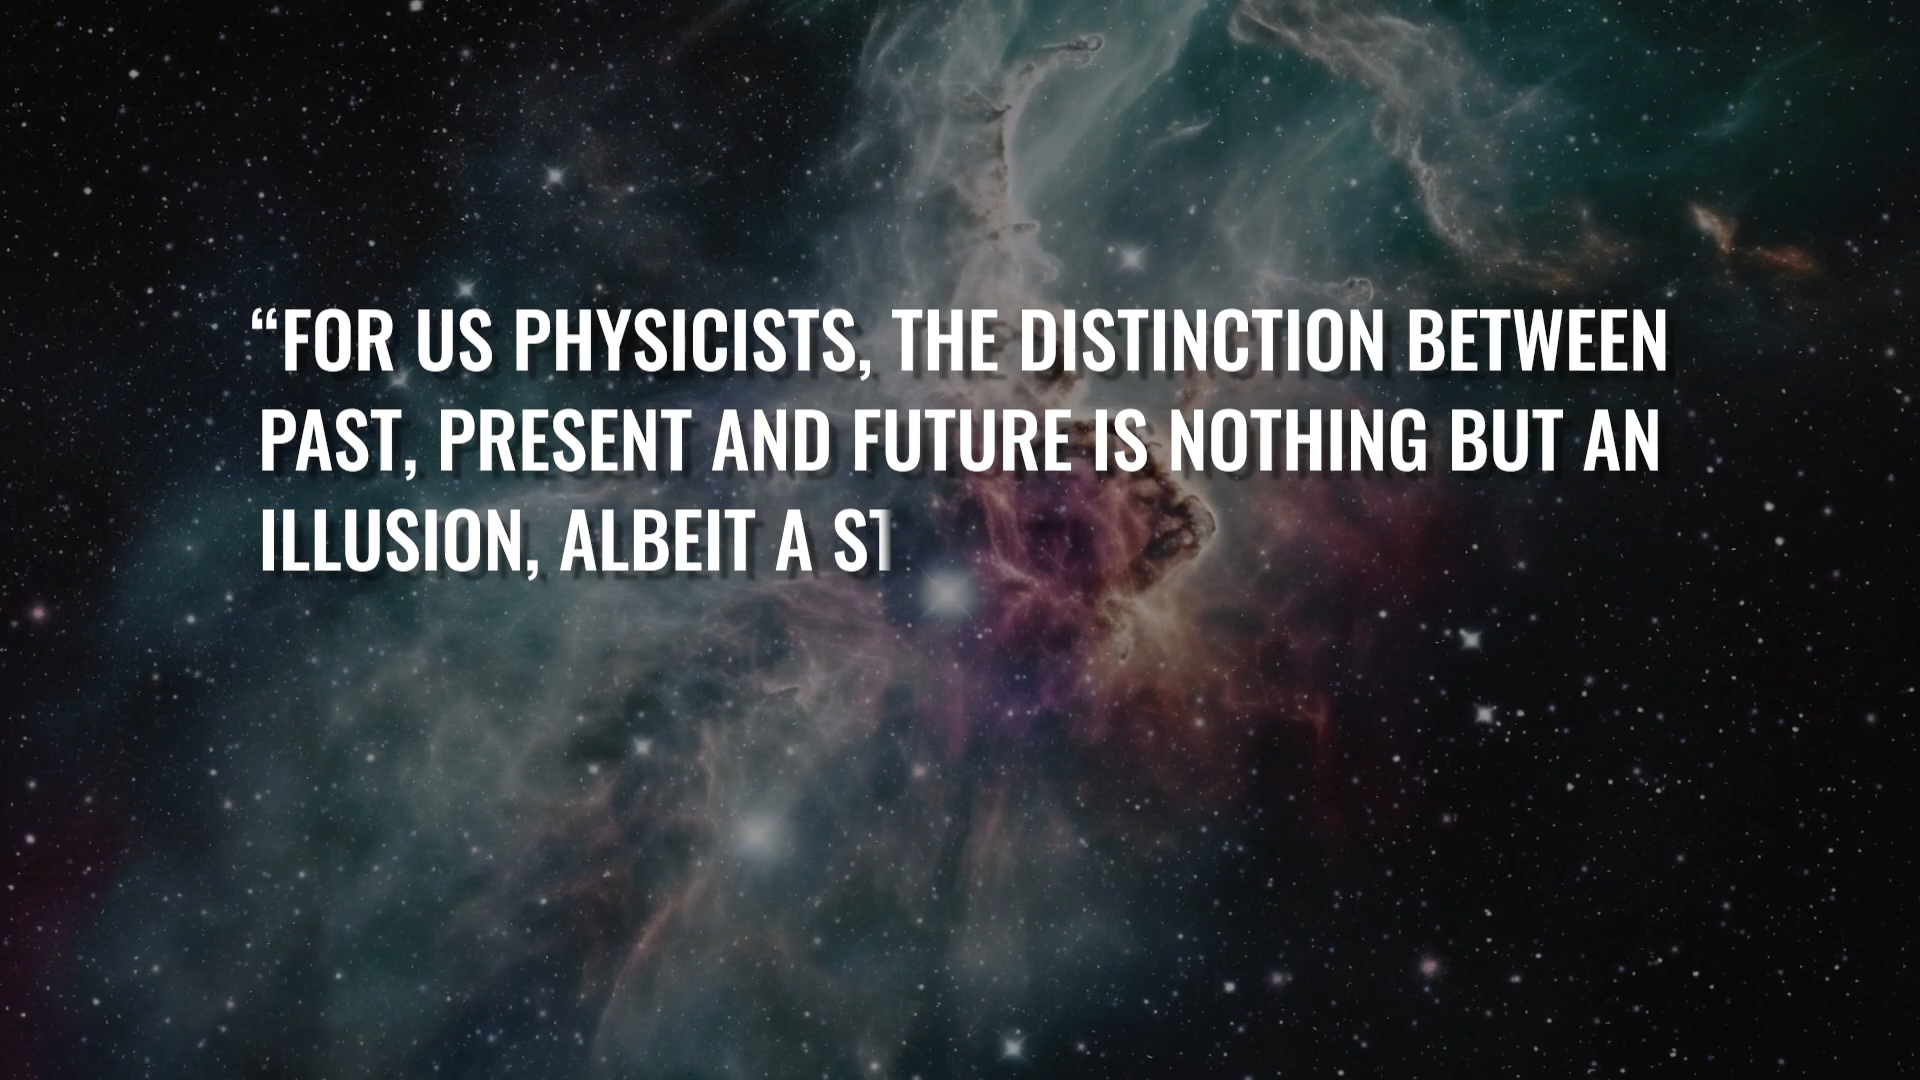 “FOR US PHYSICISTS, THE DISTINCTION BETWEEN
PAST, PRESENT AND FUTURE IS NOTHING BUT AN
ILLUSION, ALBEIT A ST